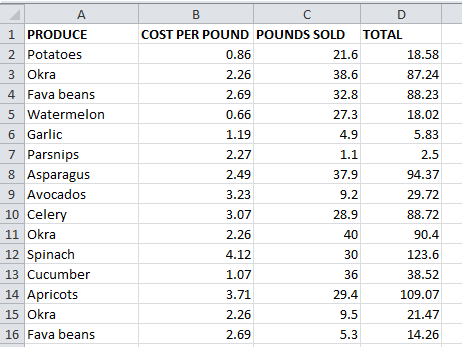 A B C D
1 PRODUCE COST PER POUND POUNDS SOLD TOTAL
2 Potatoes 0.86 21.6 18.58
3 Okra 2.26 38.6 87.24
4 Fava beans 2.69 32.8 88.23
5 Watermelon 0.66 27.3 18.02
6 Garlic 1.19 4.9 5.83
7 Parsnips 2.27 1.1 2.5
8 Asparagus 2.49 37.9 94.37
9 Avocados 3.23 9.2 29.72
10 Celery 3.07 28.9 88.72
11 Okra 2.26 40 90.4
12 Spinach 4.12 30 123.6
13 Cucumber 1.07 36 38.52
14 Apricots 3.71 29.4 109.07
15 Okra 2.26 9.5 21.47
16 Fava beans 2.69 5.3 14.26